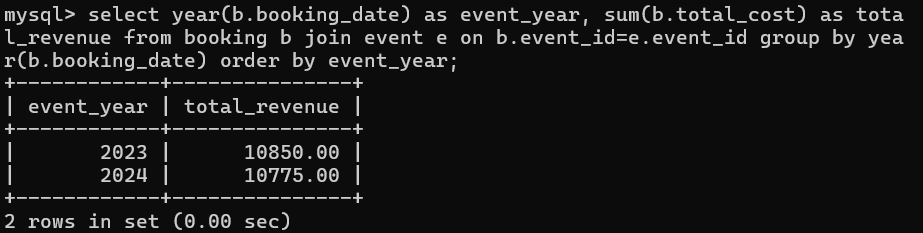 mysql> select year(b.booking_date) as event_year, sum(b.total_cost) as tota
l_revenue from booking b join event e on b.event_id=e.event_id group by yea
r(b.booking_date) order by event_year;
+------------+---------------+
| event_year | total_revenue |
+------------+---------------+
|       2023 |      10850.00 |
|       2024 |      10775.00 |
+------------+---------------+
2 rows in set (0.00 sec)